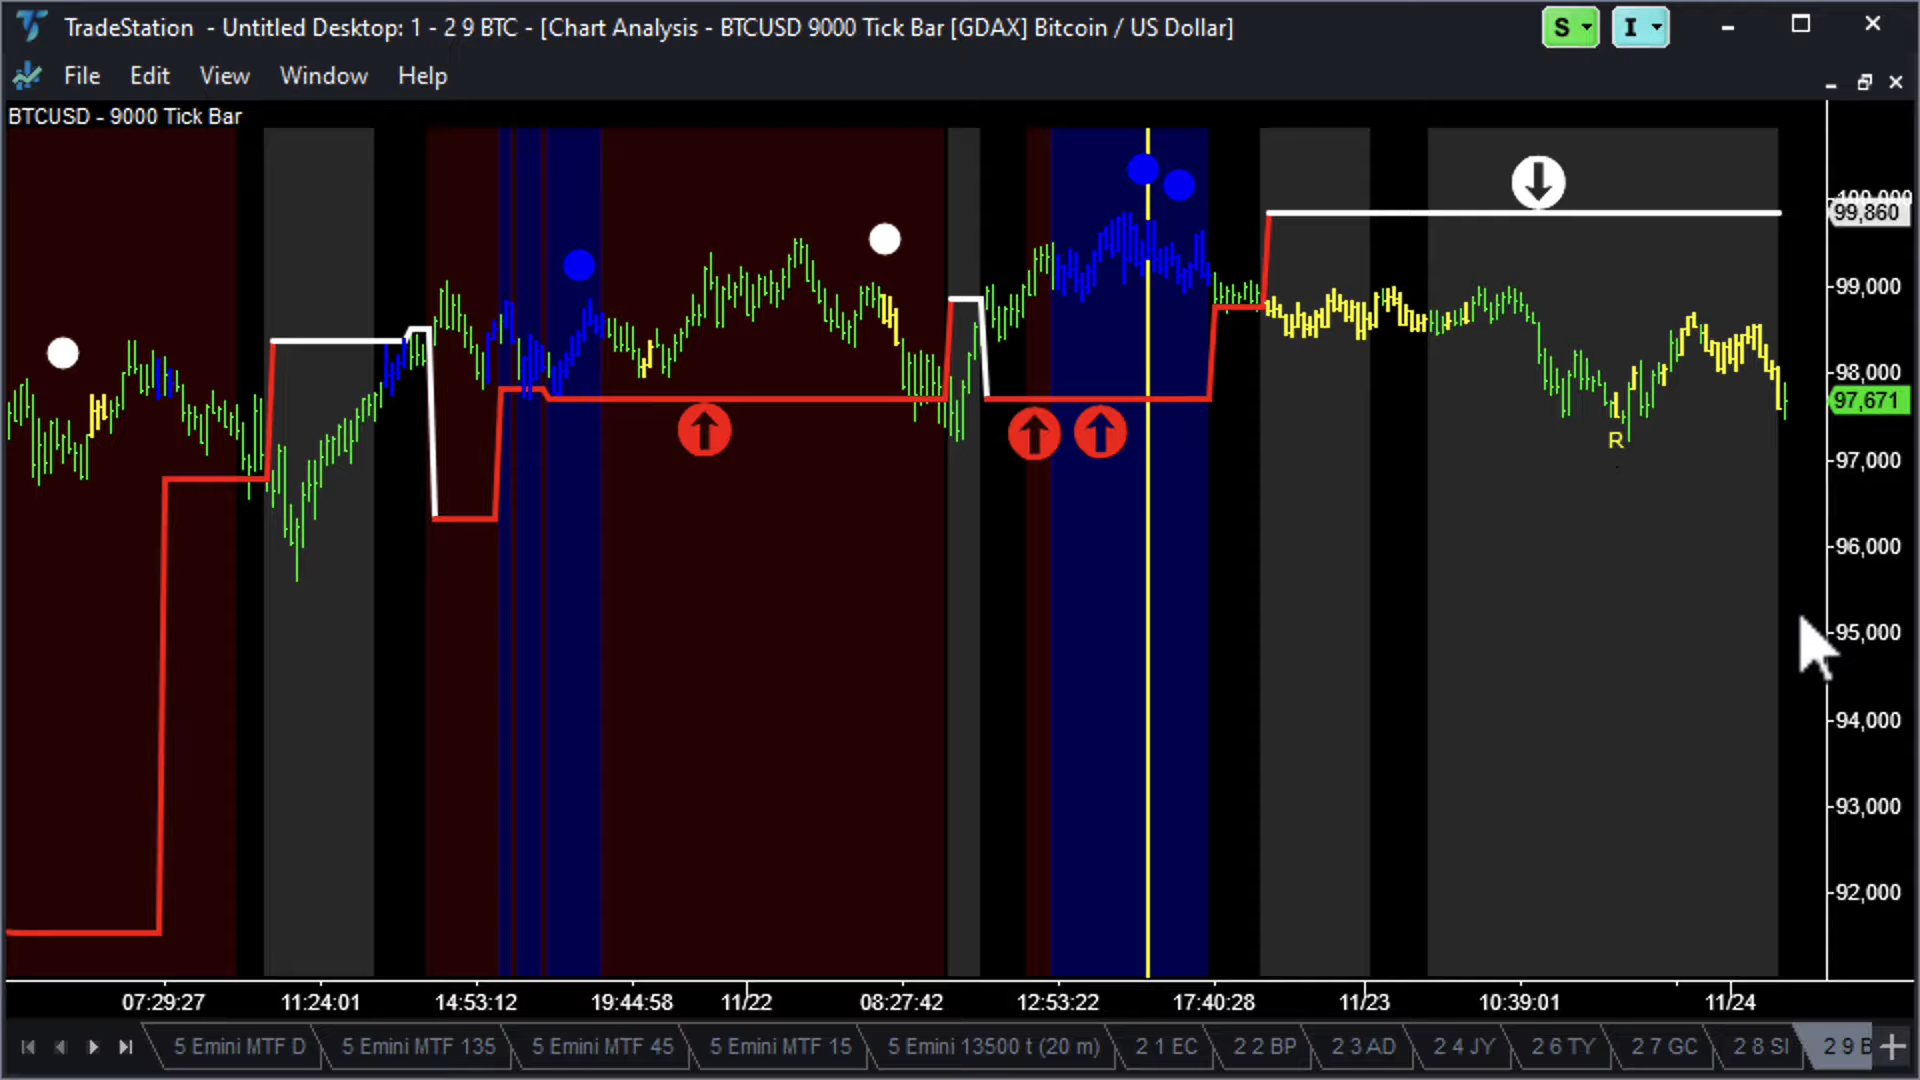 TradeStation - Untitled Desktop: 1 - 2 9 BTC - [Chart Analysis - BTCUSD 9000 Tick Bar [GDAX] Bitcoin / US Dollar]
S
I
File Edit View Window Help
BTCUSD - 9000 Tick Bar
100,000
99,860
99,000
98,000
97,671
R
97,000
96,000
95,000
94,000
93,000
92,000
07:29:27 11:24:01 14:53:12 19:44:58 11/22 08:27:42 12:53:22 17:40:28 11/23 10:39:01 11/24
5 Emini MTF D 5 Emini MTF 135 5 Emini MTF 45 5 Emini MTF 15 5 Emini 13500 t (20 m) 2 1 EC 2 2 BP 2 3 AD 2 4 JY 2 6 TY 2 7 GC 2 8 SI 2 9 B